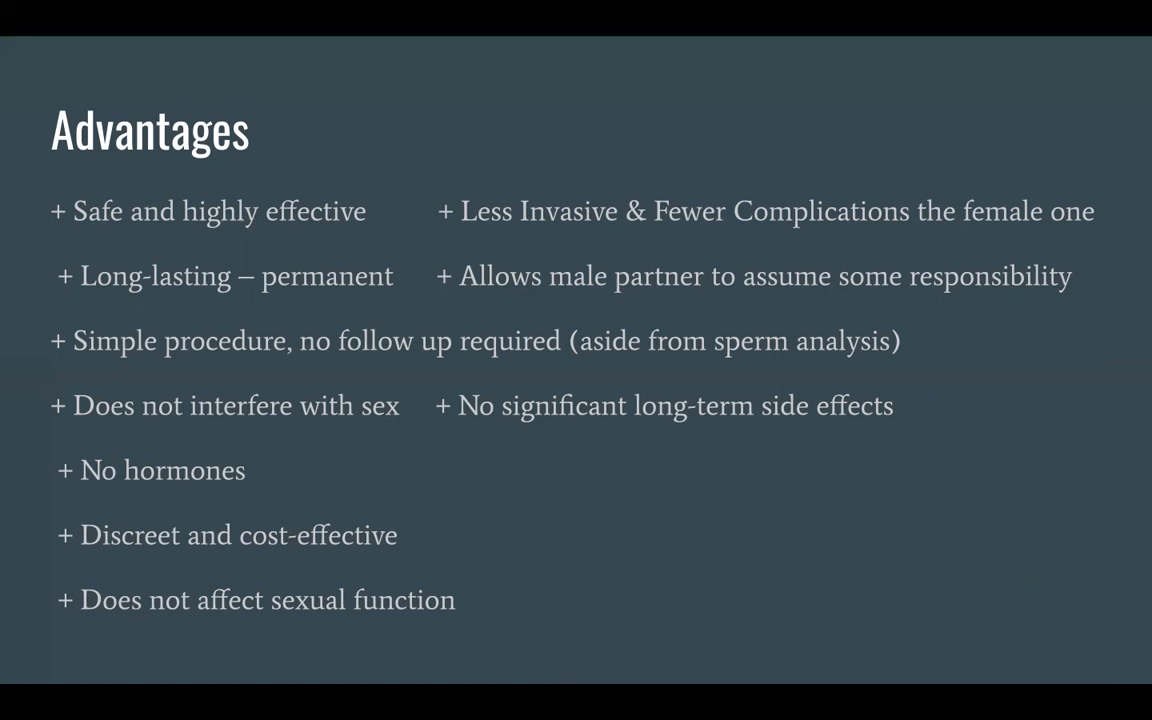 Advantages
+ Safe and highly effective + Less Invasive & Fewer Complications the female one
+ Long-lasting – permanent + Allows male partner to assume some responsibility
+ Simple procedure, no follow up required (aside from sperm analysis)
+ Does not interfere with sex + No significant long-term side effects
+ No hormones
+ Discreet and cost-effective
+ Does not affect sexual function